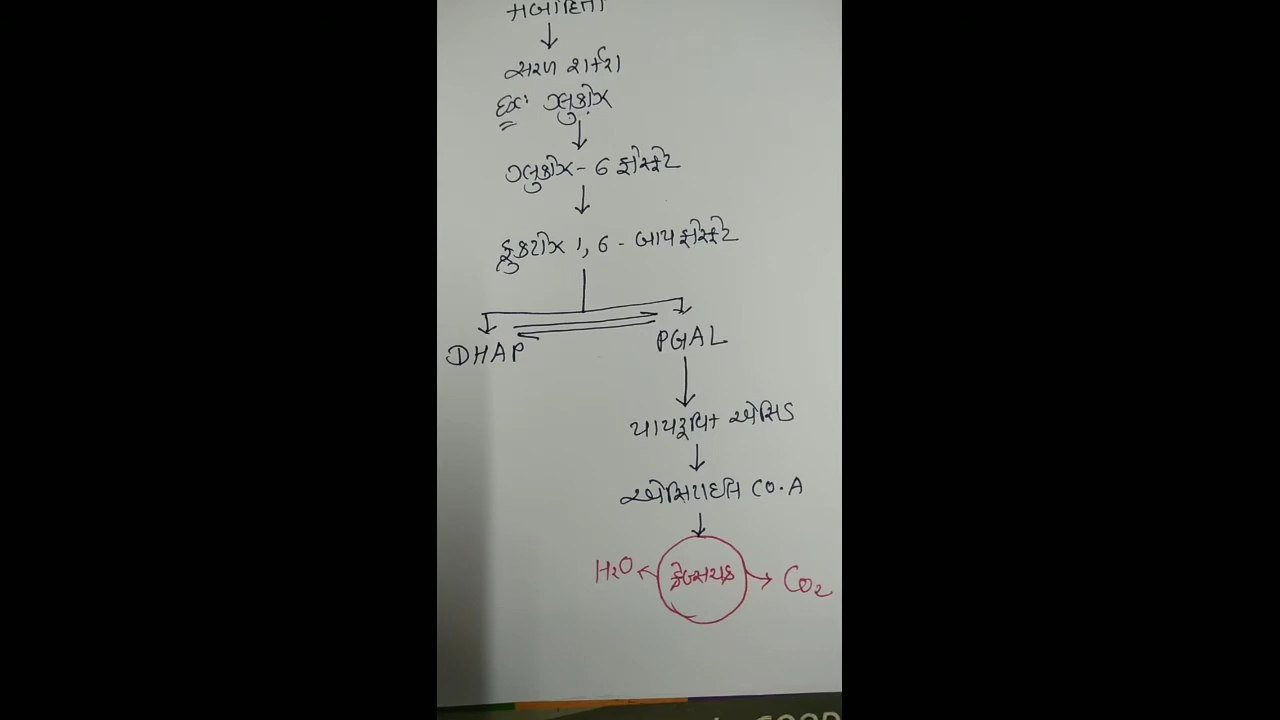 સરળ શર્કરા
Ex: ગ્લુકોઝ
ગ્લુકોઝ - 6 ફોસ્ફેટ
ફ્રુક્ટોઝ 1, 6 - બાયફોસ્ફેટ
DHAP
PGAL
પાયરૂવિક એસિડ
એસિટાઇલ CO.A
H2O
ક્રેબ્સચક્ર
CO2